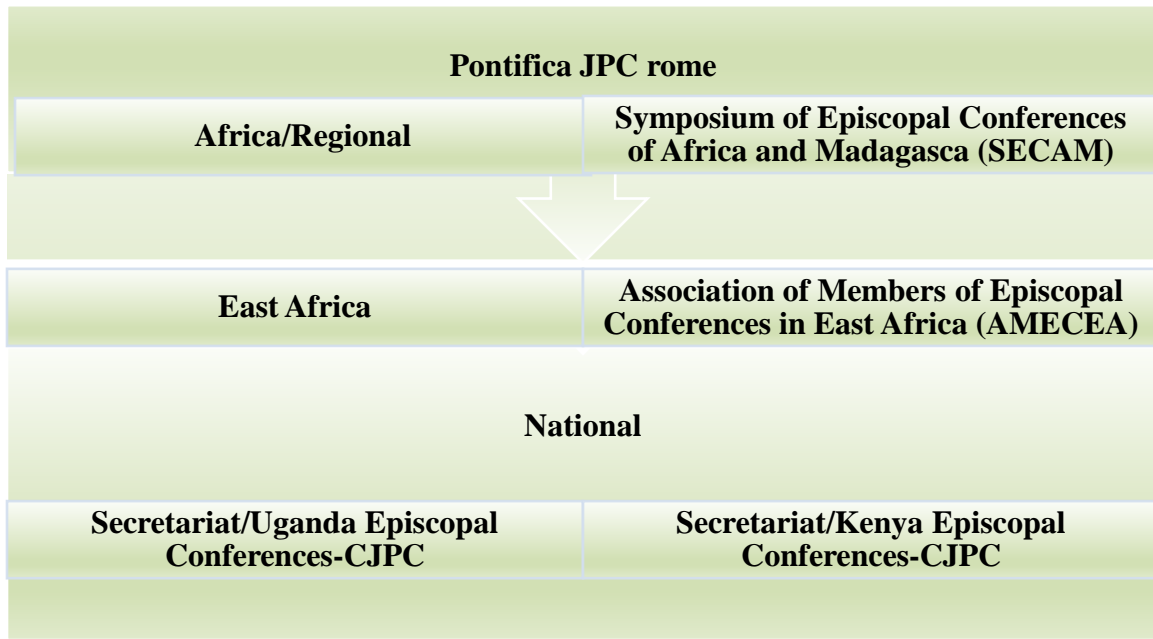 Pontifica JPC rome
Africa/Regional
Symposium of Episcopal Conferences
of Africa and Madagasca (SECAM)
East Africa
Association of Members of Episcopal
Conferences in East Africa (AMECEA)
National
Secretariat/Uganda Episcopal
Conferences-CJPC
Secretariat/Kenya Episcopal
Conferences-CJPC